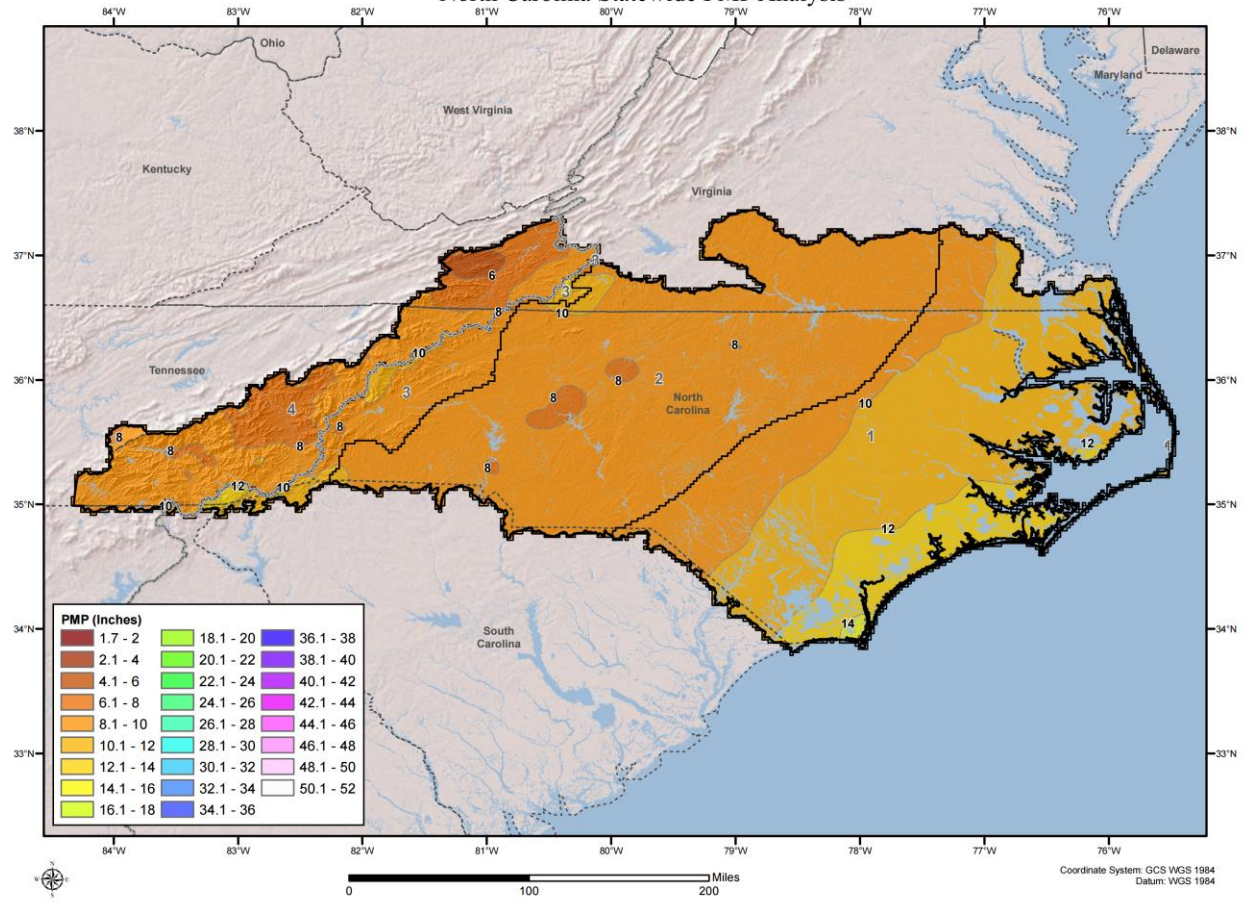 North Carolina Statewide PMP Analysis
84°W 83°W 82°W 81°W 80°W 79°W 78°W 77°W 76°W
Ohio
Delaware
Maryland
38°N
West Virginia
38°N
Kentucky
Virginia
37°N
37°N
6
3
3
8
10
10
8
36°N
Tennessee
8
2
36°N
4
3
8
North
Carolina
10
8
8
8
8
1
12
8
12
10
35°N
10
12
35°N
34°N
14
34°N
South
Carolina
33°N
33°N
PMP (Inches)
1.7 - 2
2.1 - 4
4.1 - 6
6.1 - 8
8.1 - 10
10.1 - 12
12.1 - 14
14.1 - 16
16.1 - 18
18.1 - 20
20.1 - 22
22.1 - 24
24.1 - 26
26.1 - 28
28.1 - 30
30.1 - 32
32.1 - 34
34.1 - 36
36.1 - 38
38.1 - 40
40.1 - 42
42.1 - 44
44.1 - 46
46.1 - 48
48.1 - 50
50.1 - 52
84°W 83°W 82°W 81°W 80°W 79°W 78°W 77°W 76°W
N
W E
S
Miles
0 100 200
Coordinate System: GCS WGS 1984
Datum: WGS 1984